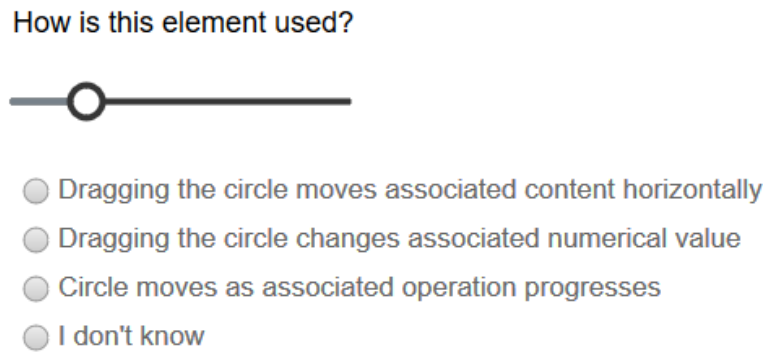 How is this element used?
Dragging the circle moves associated content horizontally
Dragging the circle changes associated numerical value
Circle moves as associated operation progresses
I don't know